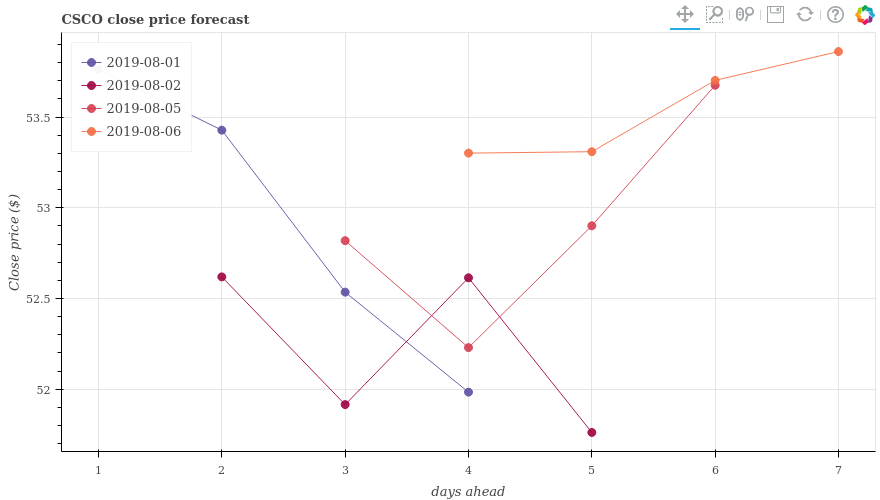 CSCO close price forecast
2019-08-01
2019-08-02
2019-08-05
2019-08-06
Close price ($)
53.5
53
52.5
52
1 2 3 4 5 6 7
days ahead